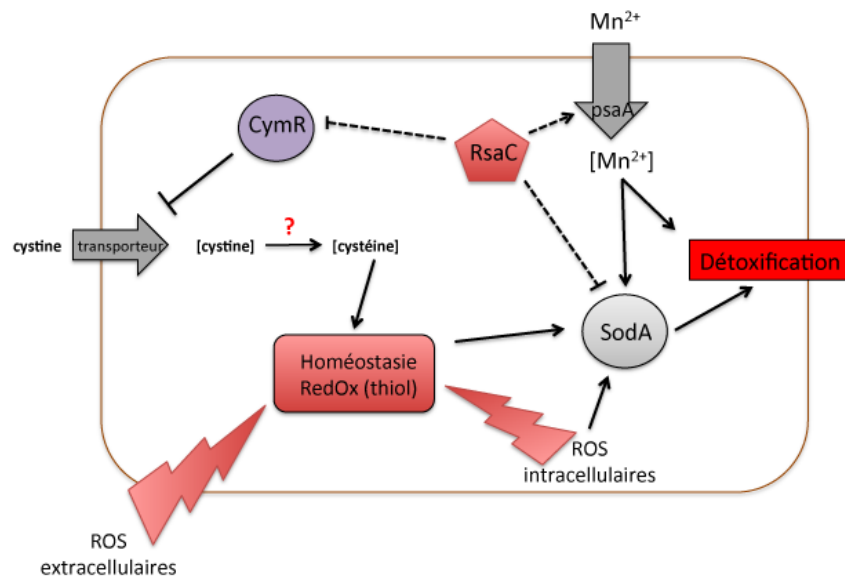 Mn²⁺
psaA
CymR
RsaC
[Mn²⁺]
cystine
transporteur
[cystine]
?
[cystéine]
Détoxification
SodA
Homéostasie
RedOx (thiol)
ROS
intracellulaires
ROS
extracellulaires